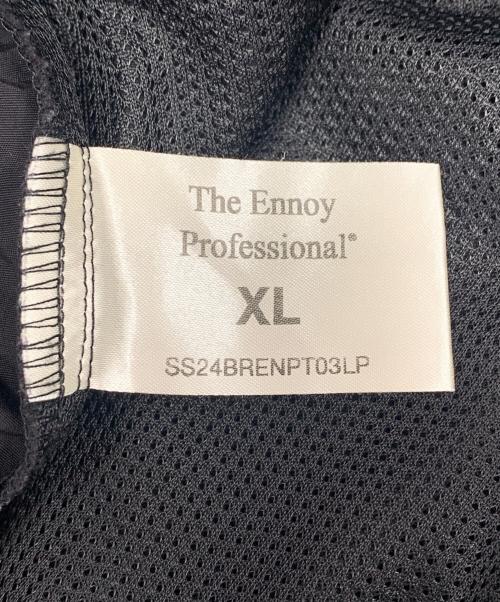 The Ennoy
Professional®
XL
SS24BRENPT03LP